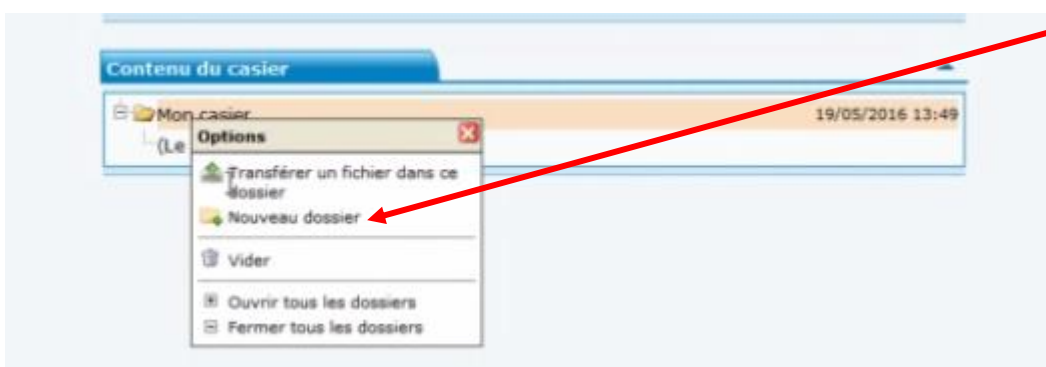 Contenu du casier
Mon casier 19/05/2016 13:49
(Le
Options
Transférer un fichier dans ce
dossier
Nouveau dossier
Vider
Ouvrir tous les dossiers
Fermer tous les dossiers